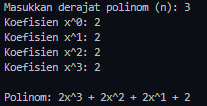 Masukkan derajat polinom (n): 3
Koefisien x^0: 2
Koefisien x^1: 2
Koefisien x^2: 2
Koefisien x^3: 2
Polinom: 2x^3 + 2x^2 + 2x^1 + 2